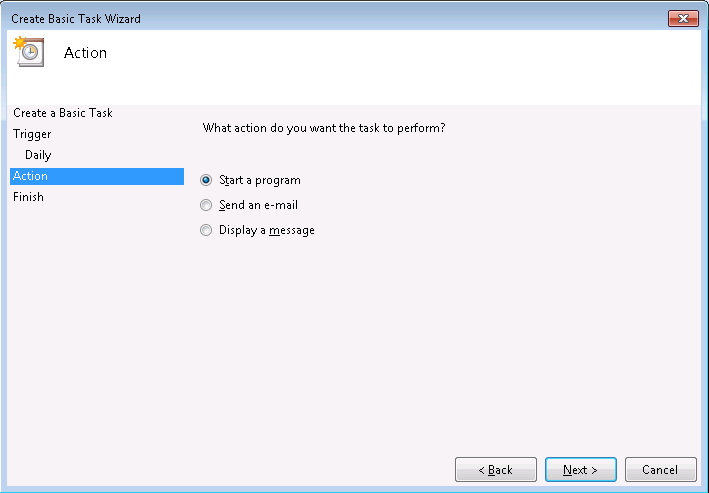 Create Basic Task Wizard
Action
Create a Basic Task
Trigger
Daily
Action
Finish
What action do you want the task to perform?
Start a program
Send an e-mail
Display a message
< Back
Next >
Cancel